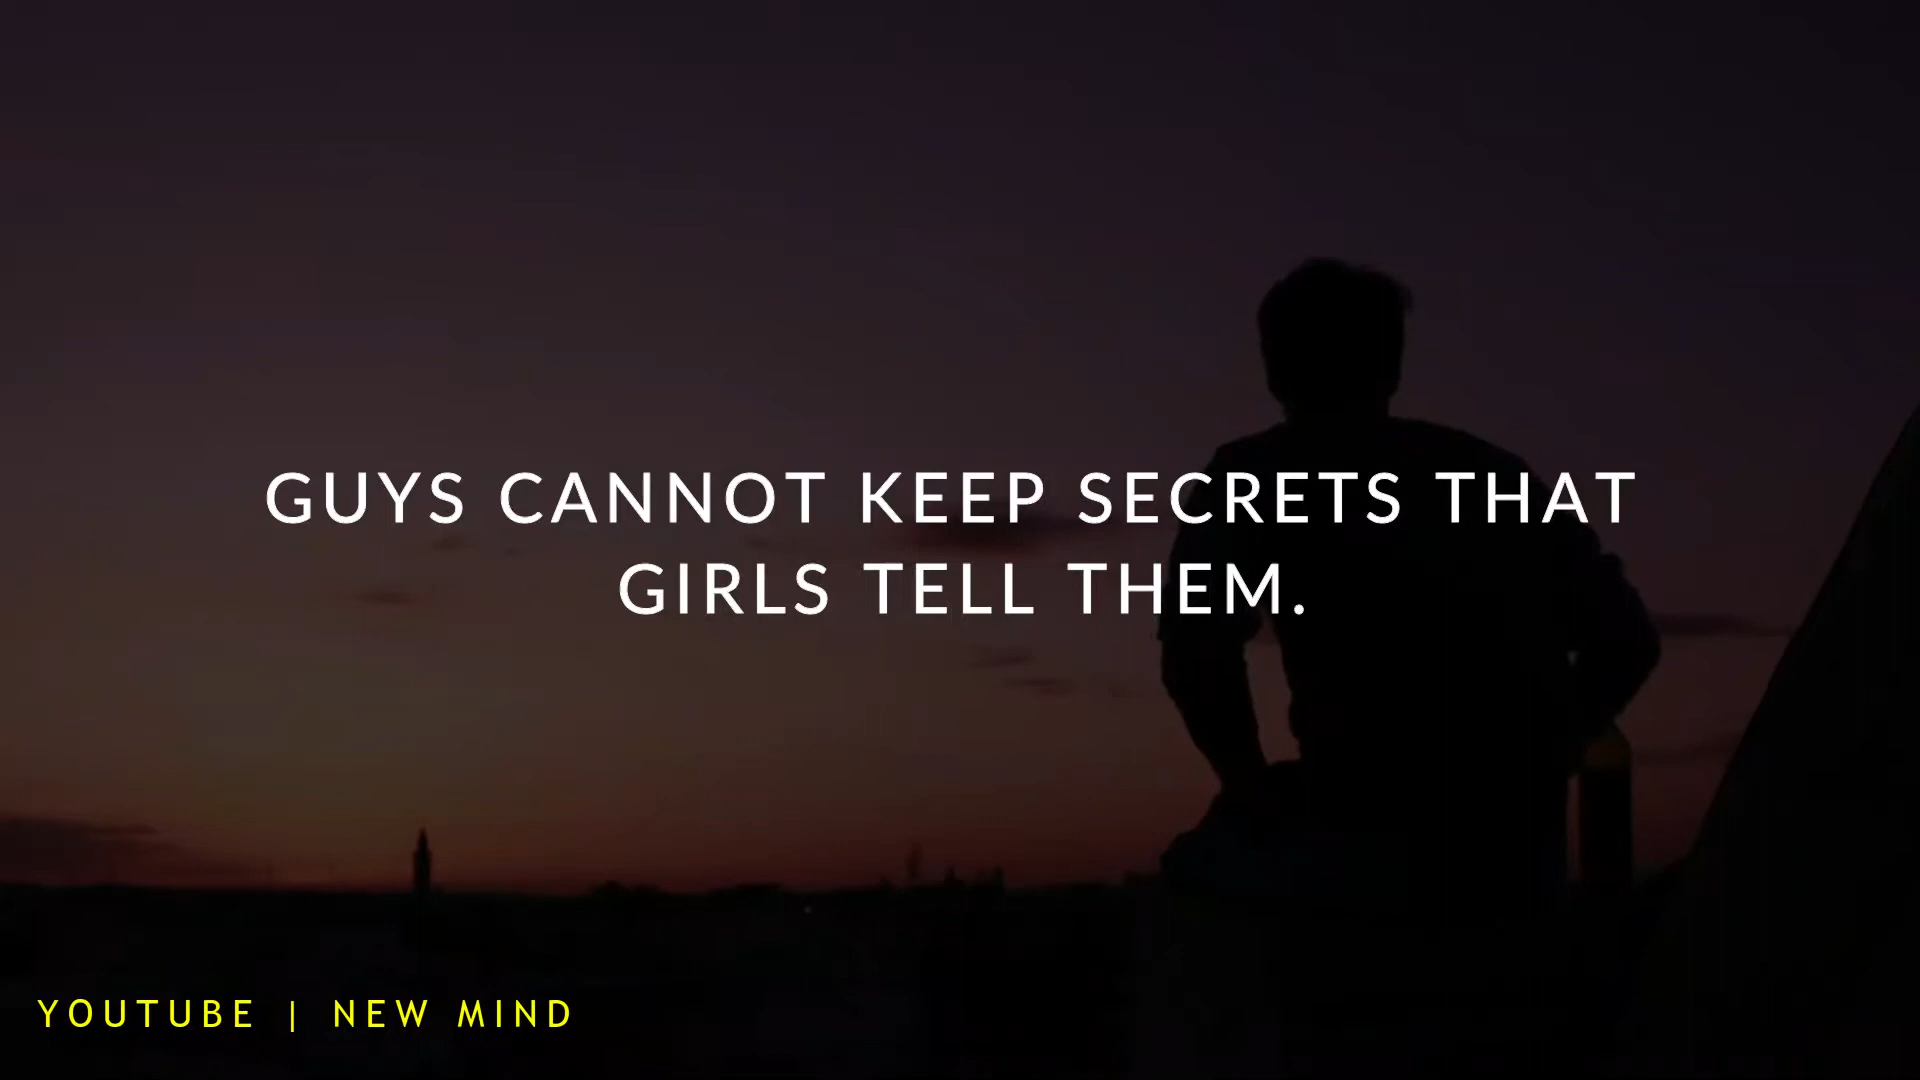 GUYS CANNOT KEEP SECRETS THAT
GIRLS TELL THEM.
YOUTUBE | NEW MIND